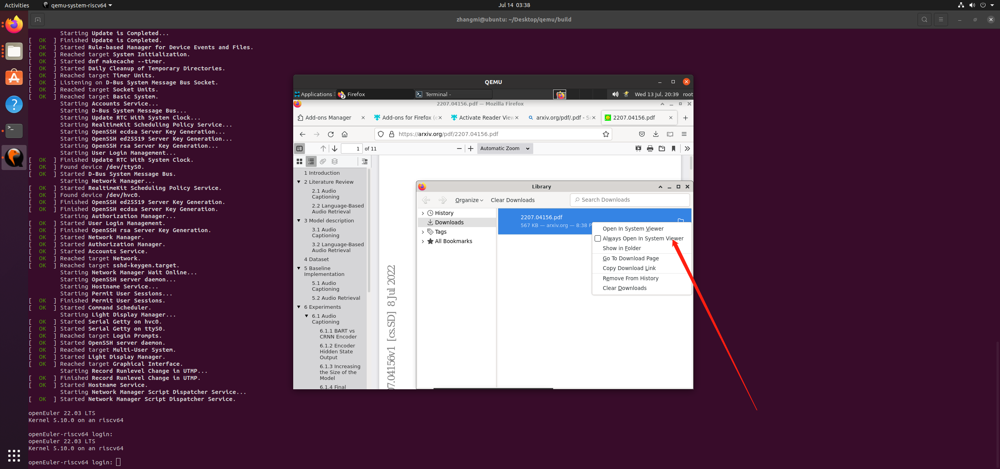 Activities
qemu-system-riscv64
Jul 14 03:38
zhangmi@ubuntu: ~/Desktop/qemu/build
Starting Update is Completed...
[ OK ] Finished Update is Completed.
[ OK ] Started Rule-based Manager for Device Events and Files.
[ OK ] Reached target System Initialization.
[ OK ] Started dnf makecache --timer.
[ OK ] Started Daily Cleanup of Temporary Directories.
[ OK ] Reached target Timer Units.
[ OK ] Listening on D-Bus System Message Bus Socket.
[ OK ] Reached target Socket Units.
[ OK ] Reached target Basic System.
Starting Accounts Service...
Starting D-Bus System Message Bus...
Starting Update RTC With System Clock...
Starting RealtimeKit Scheduling Policy Service...
Starting OpenSSH ecdsa Server Key Generation...
Starting OpenSSH ed25519 Server Key Generation...
Starting OpenSSH rsa Server Key Generation...
Starting User Login Management...
[ OK ] Finished Update RTC With System Clock.
[ OK ] Found device /dev/ttyS0.
[ OK ] Started D-Bus System Message Bus.
Starting Network Manager...
[ OK ] Started RealtimeKit Scheduling Policy Service.
[ OK ] Found device /dev/hvc0.
[ OK ] Finished OpenSSH ed25519 Server Key Generation.
[ OK ] Finished OpenSSH ecdsa Server Key Generation.
Starting Authorization Manager...
[ OK ] Started User Login Management.
[ OK ] Finished OpenSSH rsa Server Key Generation.
[ OK ] Started Network Manager.
[ OK ] Started Authorization Manager.
[ OK ] Started Accounts Service.
[ OK ] Reached target Network.
[ OK ] Reached target sshd-keygen.target.
Starting Network Manager Wait Online...
Starting OpenSSH server daemon...
Starting Hostname Service...
Starting Permit User Sessions...
[ OK ] Finished Permit User Sessions.
[ OK ] Started Command Scheduler.
Starting Light Display Manager...
[ OK ] Started Serial Getty on hvc0.
[ OK ] Started Serial Getty on ttyS0.
[ OK ] Reached target Login Prompts.
[ OK ] Started OpenSSH server daemon.
[ OK ] Reached target Multi-User System.
[ OK ] Started Light Display Manager.
[ OK ] Reached target Graphical Interface.
Starting Record Runlevel Change in UTMP...
[ OK ] Finished Record Runlevel Change in UTMP.
[ OK ] Started Hostname Service.
Starting Network Manager Script Dispatcher Service...
[ OK ] Started Network Manager Script Dispatcher Service.
openEuler 22.03 LTS
Kernel 5.10.0 on an riscv64
openEuler-riscv64 login:
openEuler 22.03 LTS
Kernel 5.10.0 on an riscv64
openEuler-riscv64 login:
QEMU
Applications
2
Firefox
Terminal -
Wed 13 Jul, 20:39
root
2207.04156.pdf — Mozilla Firefox
Add-ons Manager
Add-ons for Firefox (e
Activate Reader View
arxiv.org/pdf/.pdf - Se
2207.04156.pdf
https://arxiv.org/pdf/2207.04156.pdf
1 of 11
Automatic Zoom
1 Introduction
2 Literature Review
2.1 Audio
Captioning
2.2 Language-Based
Audio Retrieval
3 Model description
3.1 Audio
Captioning
3.2 Language-Based
Audio Retrieval
4 Dataset
5 Baseline
Implementation
5.1 Audio
Captioning
5.2 Audio Retrieval
6 Experiments
6.1 Audio
Captioning
6.1.1 BART vs
CRNN Encoder
6.1.2 Encoder
Hidden State
Output
6.1.3 Increasing
the Size of the
Model
6.1.4 Final
07.04156v1 [cs.SD] 8 Jul 2022
Library
Organize
Clear Downloads
Search Downloads
History
Downloads
Tags
All Bookmarks
2207.04156.pdf
567 KB — arxiv.org — 8:38 P
Open In System Viewer
Always Open In System Viewer
Show in Folder
Go To Download Page
Copy Download Link
Remove From History
Clear Downloads